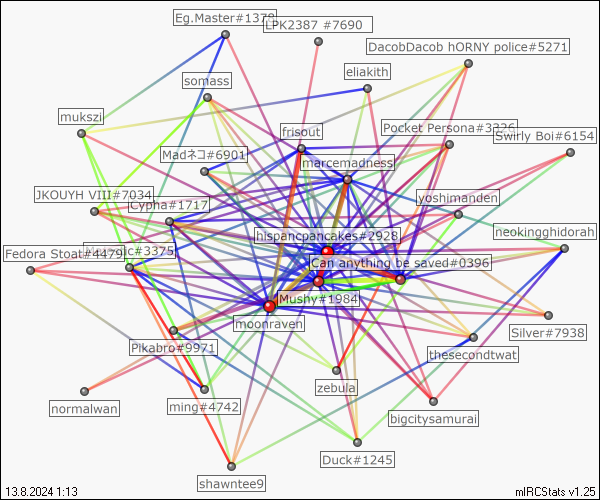 Eg.Master#1378
LPK2387 #7690
DacobDacob hORNY police#5271
eliakith
somass
mukszi
frisout
Pocket Persona#3326
Swirly Boi#6154
Madネコ#6901
marcemadness
JKOUYH VIII#7034
Cypha#1717
yoshimanden
hispancpancakes#2928
neokingghidorah
Fedora Stoat#4479
#3375
Can anything be saved#0396
Mushy#1984
moonraven
Silver#7938
Pikabro#9971
thesecondtwat
zebula
normalwan
ming#4742
bigcitysamurai
Duck#1245
shawntee9
13.8.2024 1:13
mIRCStats v1.25